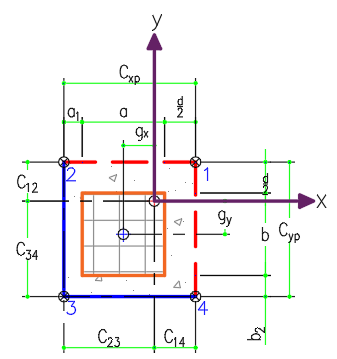 y
Cxp
a1 a d/2
gx
2 1
C12
d/2
x
gy
b Cyp
C34
3 4
b2
C23 C14